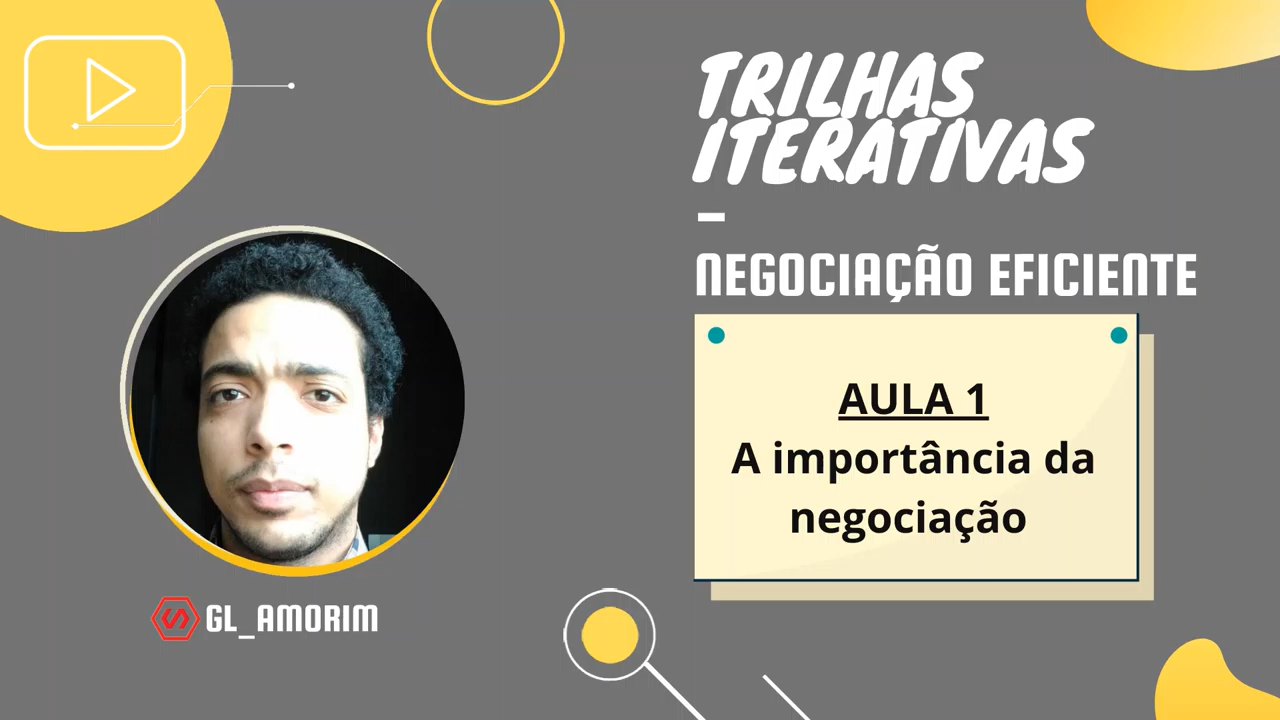 TRILHAS
ITERATIVAS
NEGOCIAÇÃO EFICIENTE
AULA 1
A importância da
negociação
GL_AMORIM